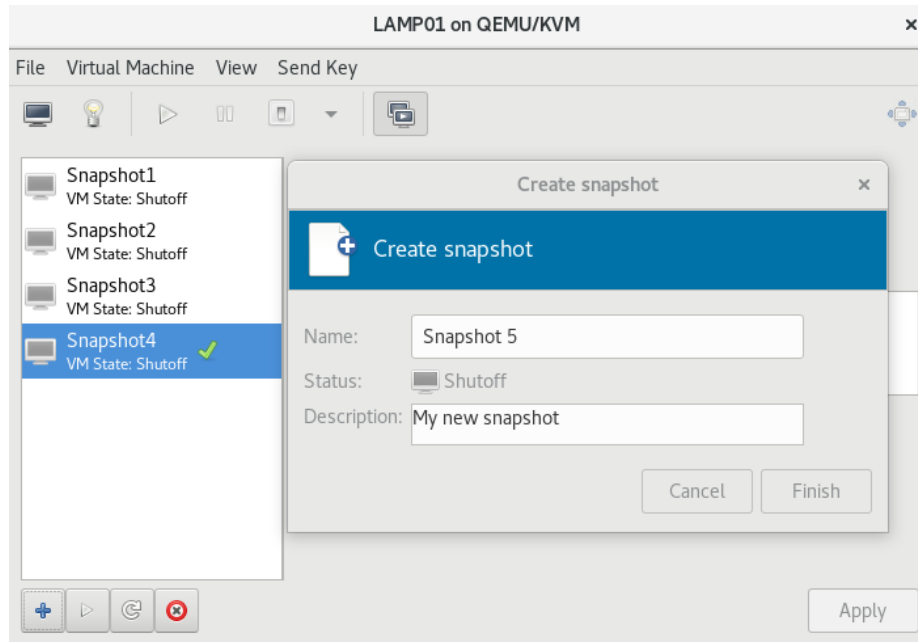 LAMP01 on QEMU/KVM
File Virtual Machine View Send Key
Snapshot1
VM State: Shutoff
Snapshot2
VM State: Shutoff
Snapshot3
VM State: Shutoff
Snapshot4
VM State: Shutoff
Create snapshot
Create snapshot
Name: Snapshot 5
Status: Shutoff
Description: My new snapshot
Cancel Finish
Apply